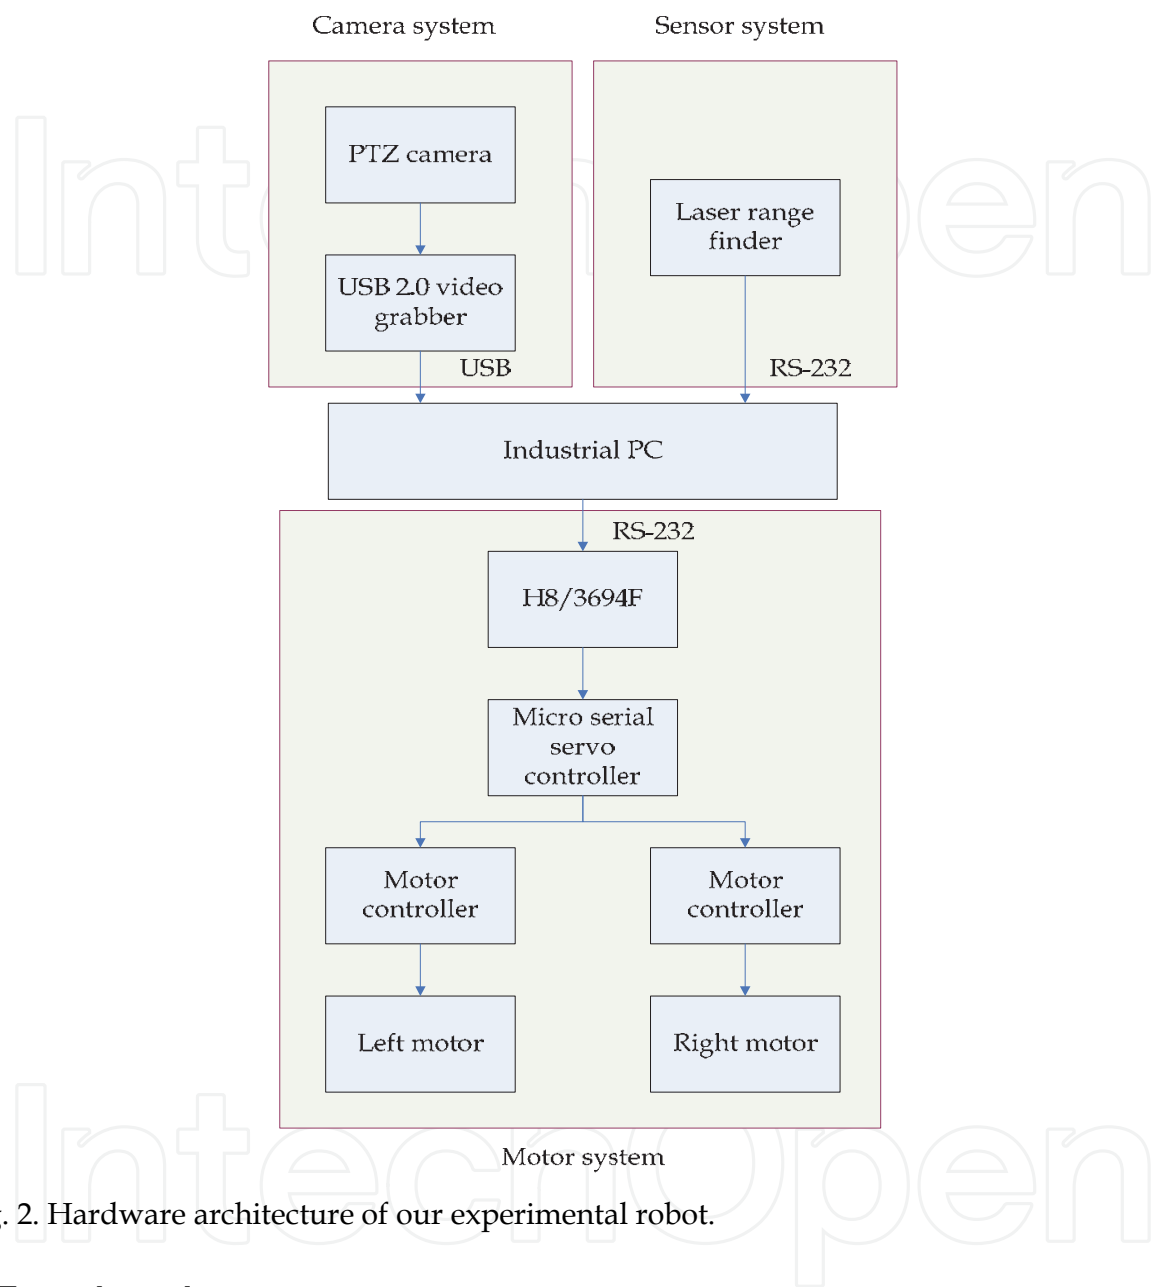 Camera system
Sensor system
PTZ camera
Laser range
finder
USB 2.0 video
grabber
USB
RS-232
Industrial PC
RS-232
H8/3694F
Micro serial
servo
controller
Motor
controller
Motor
controller
Left motor
Right motor
Motor system
. 2. Hardware architecture of our experimental robot.